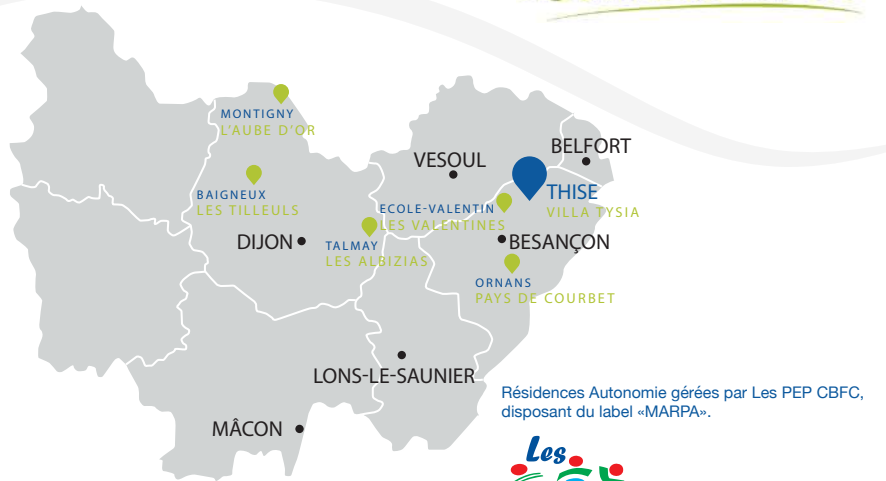 MONTIGNY
L'AUBE D'OR
BELFORT
VESOUL
THISE
VILLA TYSIA
BAIGNEUX
LES TILLEULS
ECOLE-VALENTIN
LES VALENTINES
DIJON
TALMAY
LES ALBIZIAS
BESANÇON
ORNANS
PAYS DE COURBET
LONS-LE-SAUNIER
MÂCON
Résidences Autonomie gérées par Les PEP CBFC,
disposant du label «MARPA».
Les